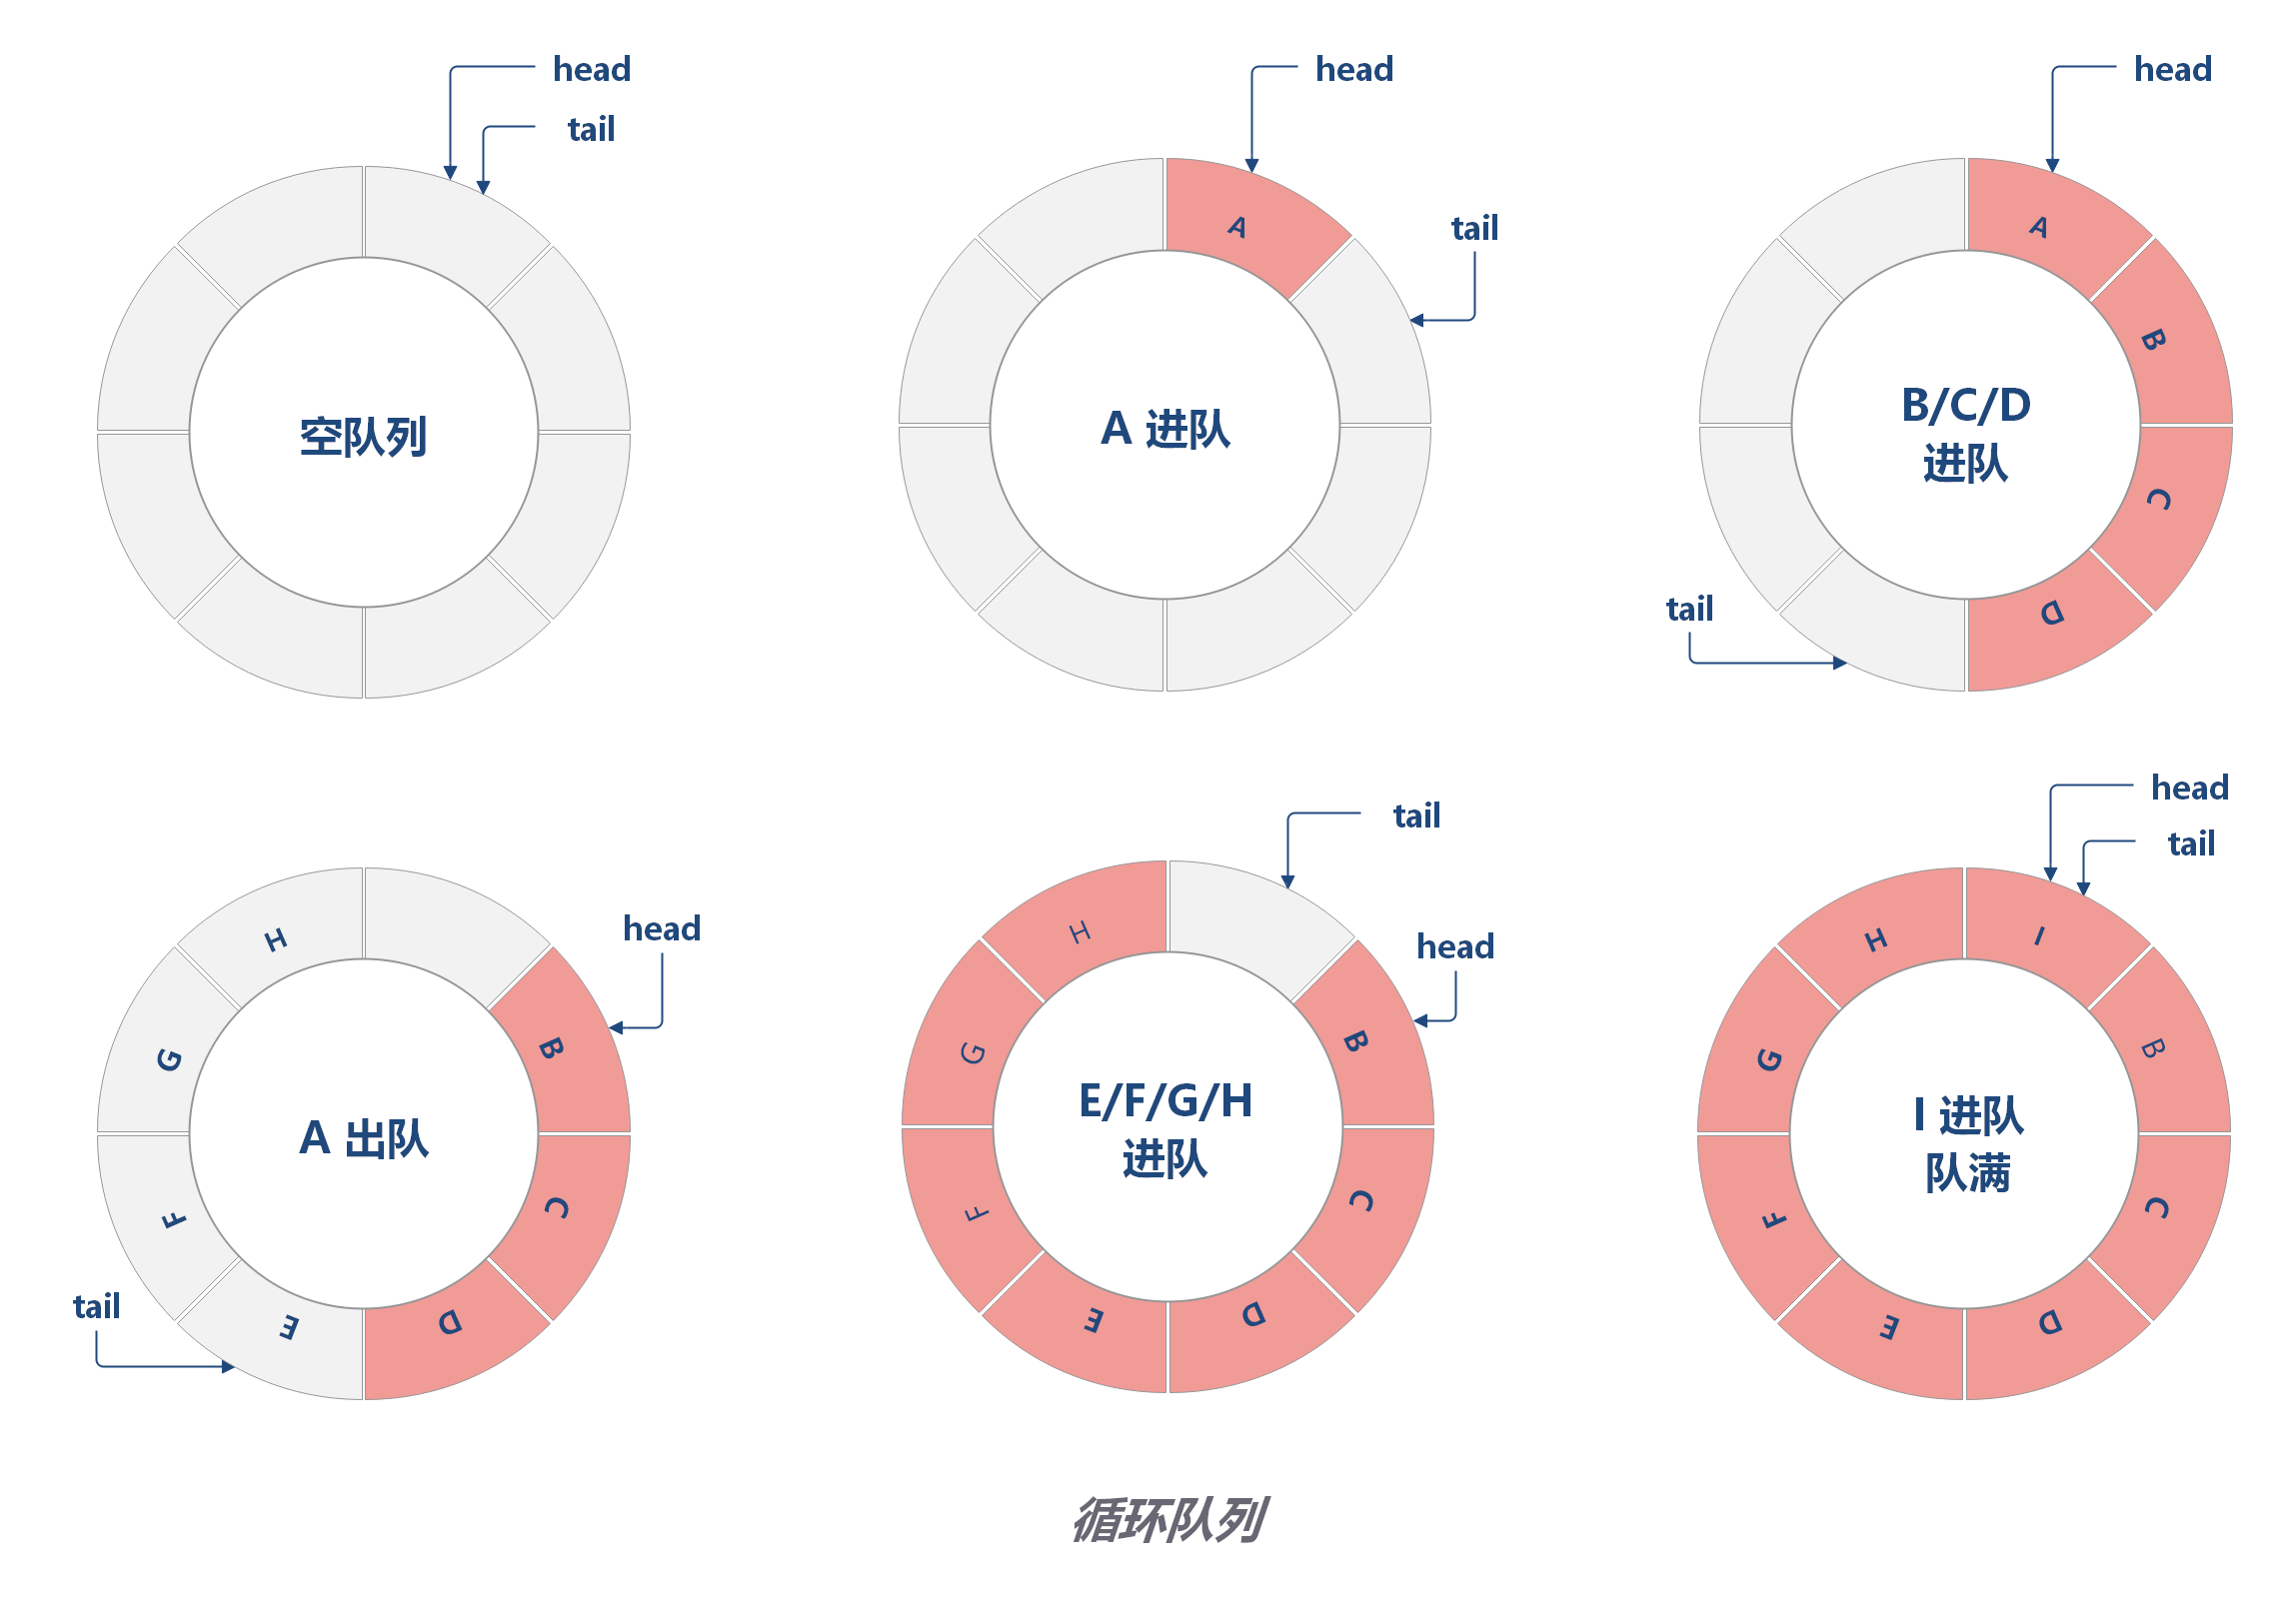 head
tail
空队列
head
A
tail
A 进队
head
A
B
C
D
B/C/D
进队
tail
H
G
F
E
B
C
D
head
A 出队
tail
tail
head
H
G
F
E
B
C
D
E/F/G/H
进队
head
tail
H
I
G
B
F
C
E
D
I 进队
队满
循环队列